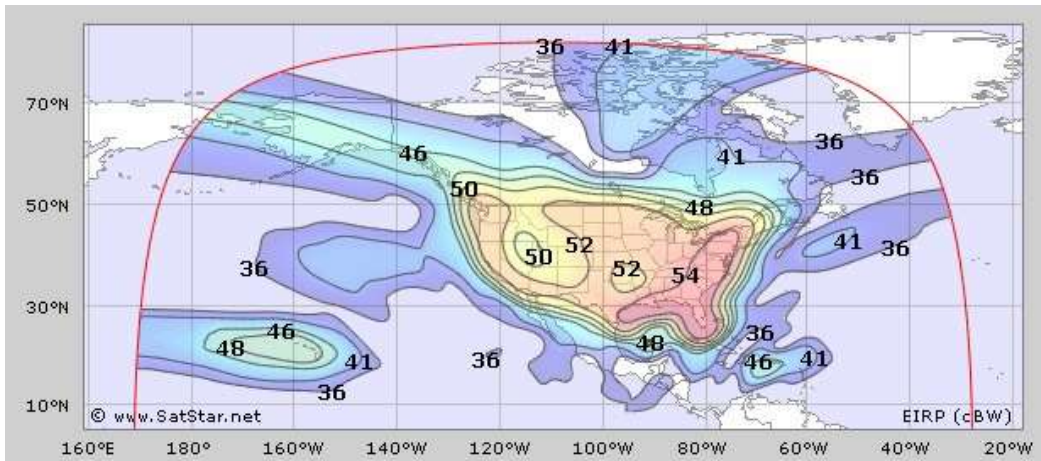 36 41
70°N
46 41 36
50 36
50°N 48
52 41
36 50 52 54 36
30°N
46 48 36
48 41 36 46 41
36
10°N © www.SatStar.net EIRP (dBW)
160°E 180° 160°W 140°W 120°W 100°W 80°W 60°W 40°W 20°W